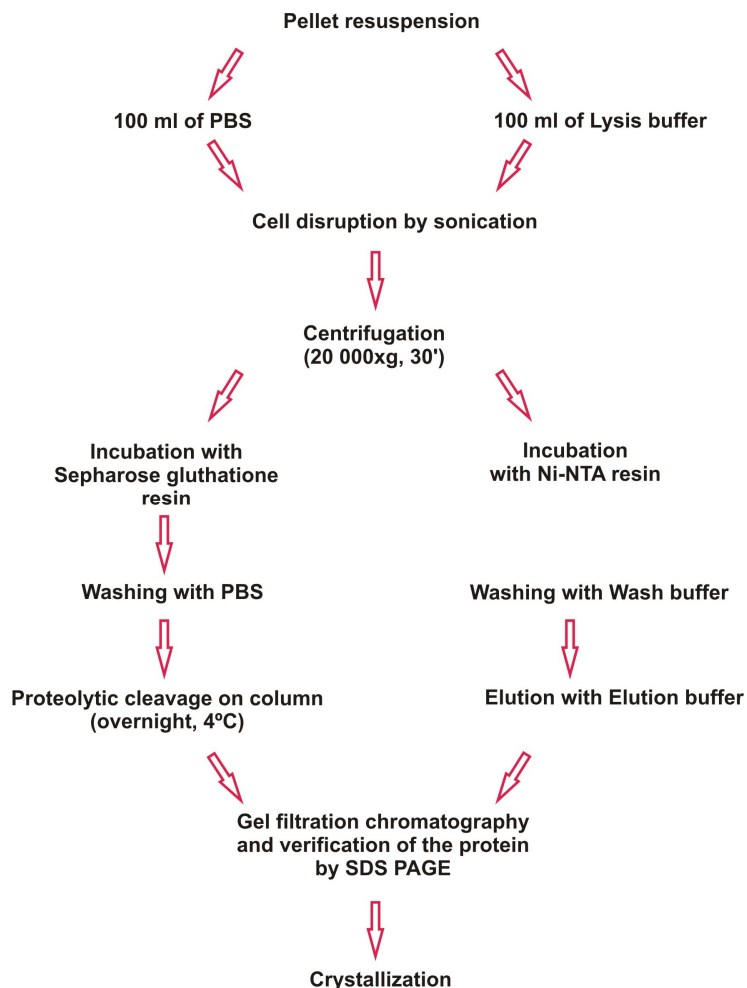 Pellet resuspension
100 ml of PBS
100 ml of Lysis buffer
Cell disruption by sonication
Centrifugation
(20 000xg, 30')
Incubation with
Sepharose gluthatione
resin
Incubation
with Ni-NTA resin
Washing with PBS
Washing with Wash buffer
Proteolytic cleavage on column
(overnight, 4ºC)
Elution with Elution buffer
Gel filtration chromatography
and verification of the protein
by SDS PAGE
Crystallization